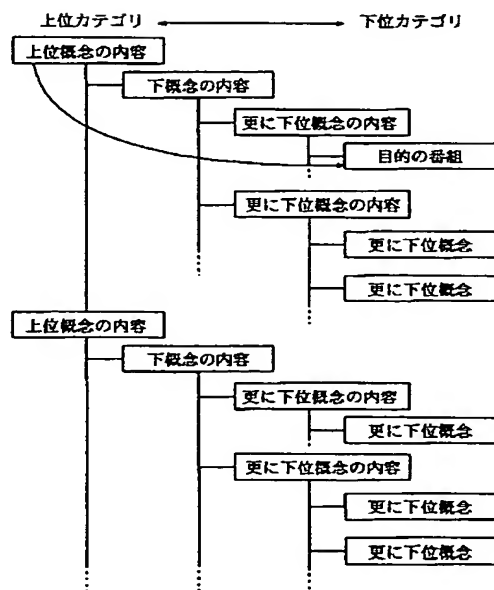 上位カテゴリ
下位カテゴリ
上位概念の内容
下概念の内容
更に下位概念の内容
目的の番組
更に下位概念の内容
更に下位概念
更に下位概念
上位概念の内容
下概念の内容
更に下位概念の内容
更に下位概念
更に下位概念の内容
更に下位概念
更に下位概念